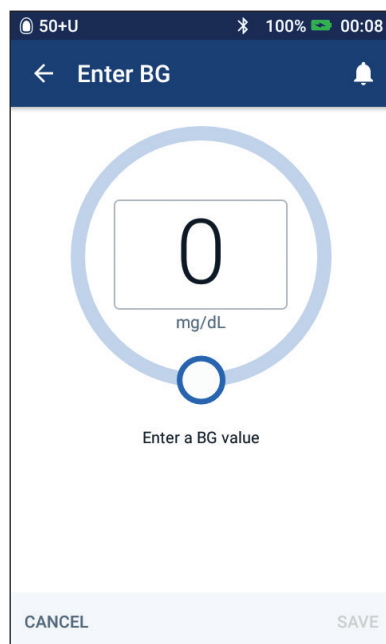 50+U 100% 00:08
Enter BG
0
mg/dL
Enter a BG value
CANCEL SAVE